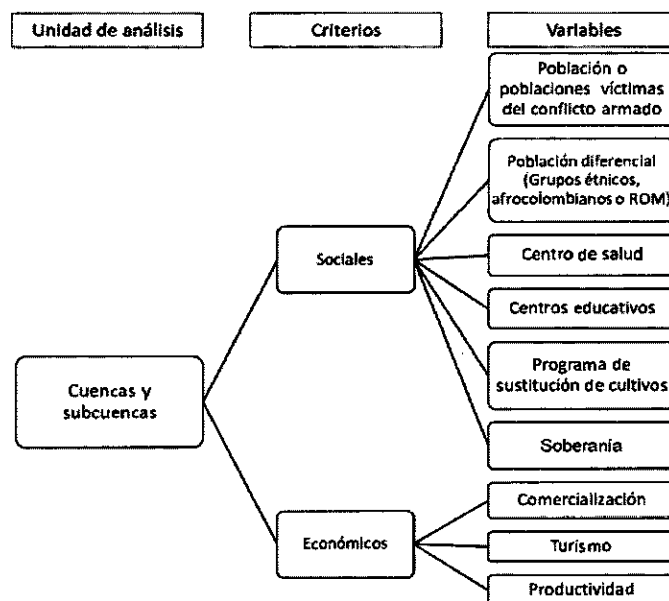 Unidad de análisis
Criterios
Variables
Población o
poblaciones víctimas
del conflicto armado
Población diferencial
(Grupos étnicos,
afrocolombianos o ROM)
Sociales
Centro de salud
Centros educativos
Cuencas y
subcuencas
Programa de
sustitución de cultivos
Soberanía
Económicos
Comercialización
Turismo
Productividad